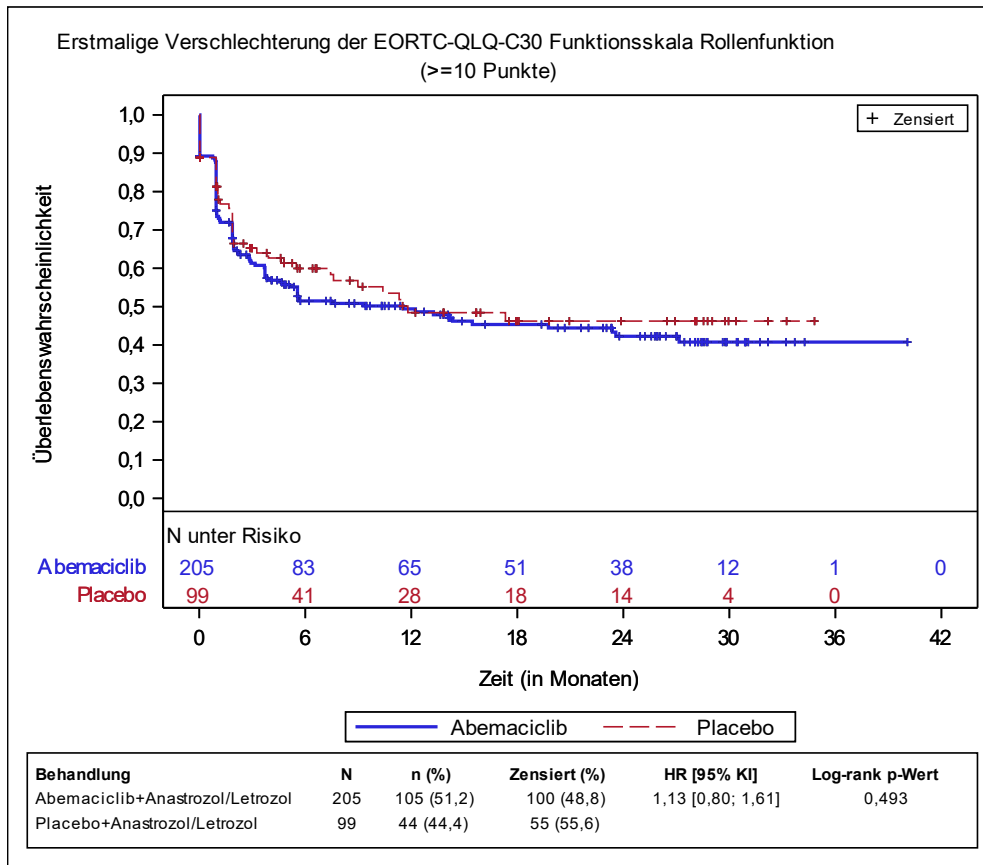 Erstmalige Verschlechterung der EORTC-QLQ-C30 Funktionsskala Rollenfunktion
(>=10 Punkte)
+ Zensiert
Überlebenswahrscheinlichkeit
1,0
0,9
0,8
0,7
0,6
0,5
0,4
0,3
0,2
0,1
0,0
N unter Risiko
Abemaciclib 205 83 65 51 38 12 1 0
Placebo 99 41 28 18 14 4 0
0 6 12 18 24 30 36 42
Zeit (in Monaten)
Abemaciclib Placebo
Behandlung N n (%) Zensiert (%) HR [95% KI] Log-rank p-Wert
Abemaciclib+Anastrozol/Letrozol 205 105 (51,2) 100 (48,8) 1,13 [0,80; 1,61] 0,493
Placebo+Anastrozol/Letrozol 99 44 (44,4) 55 (55,6)